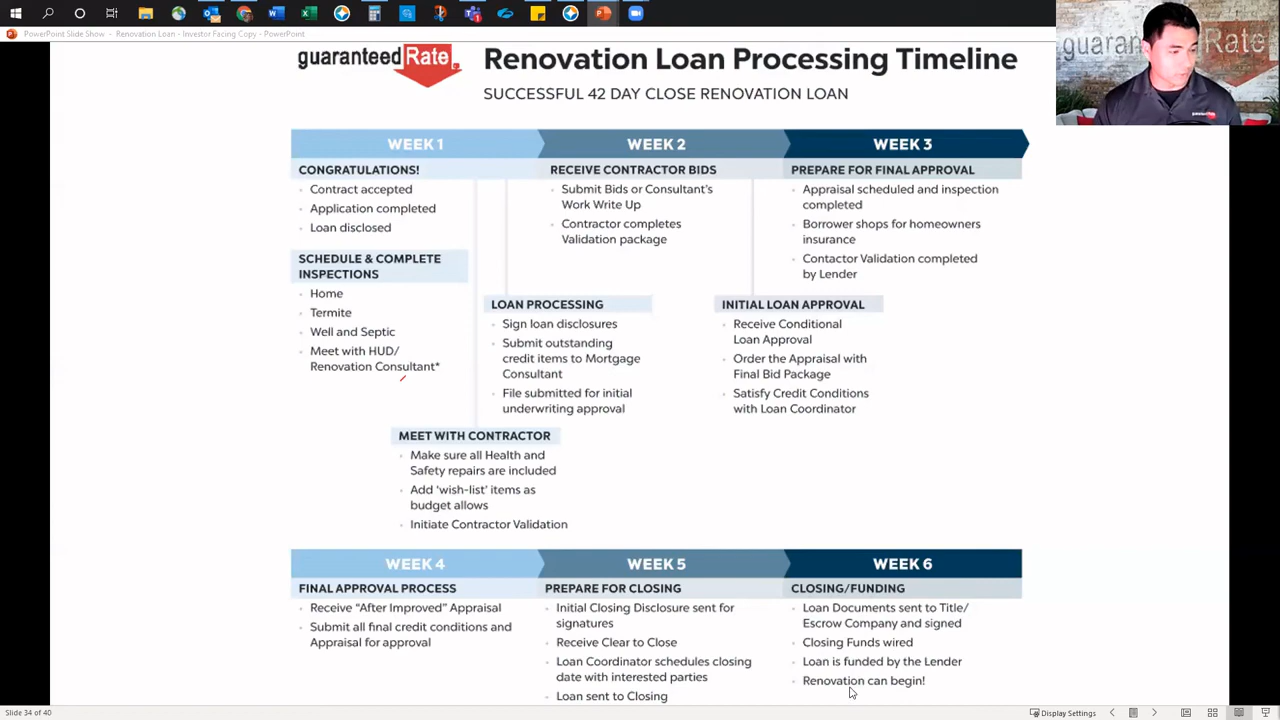 PowerPoint Slide Show - Renovation Loan - Investor Facing Copy - PowerPoint
guaranteed Rate
Renovation Loan Processing Timeline
SUCCESSFUL 42 DAY CLOSE RENOVATION LOAN
WEEK 1
CONGRATULATIONS!
Contract accepted
Application completed
Loan disclosed
SCHEDULE & COMPLETE
INSPECTIONS
Home
Termite
Well and Septic
Meet with HUD/
Renovation Consultant*
MEET WITH CONTRACTOR
Make sure all Health and
Safety repairs are included
Add 'wish-list' items as
budget allows
Initiate Contractor Validation
LOAN PROCESSING
Sign loan disclosures
Submit outstanding
credit items to Mortgage
Consultant
File submitted for initial
underwriting approval
WEEK 2
RECEIVE CONTRACTOR BIDS
Submit Bids or Consultant's
Work Write Up
Contractor completes
Validation package
INITIAL LOAN APPROVAL
Receive Conditional
Loan Approval
Order the Appraisal with
Final Bid Package
Satisfy Credit Conditions
with Loan Coordinator
WEEK 3
PREPARE FOR FINAL APPROVAL
Appraisal scheduled and inspection
completed
Borrower shops for homeowners
insurance
Contactor Validation completed
by Lender
WEEK 4
FINAL APPROVAL PROCESS
Receive "After Improved" Appraisal
Submit all final credit conditions and
Appraisal for approval
WEEK 5
PREPARE FOR CLOSING
Initial Closing Disclosure sent for
signatures
Receive Clear to Close
Loan Coordinator schedules closing
date with interested parties
Loan sent to Closing
WEEK 6
CLOSING/FUNDING
Loan Documents sent to Title/
Escrow Company and signed
Closing Funds wired
Loan is funded by the Lender
Renovation can begin!
Slide 34 of 40
Display Settings